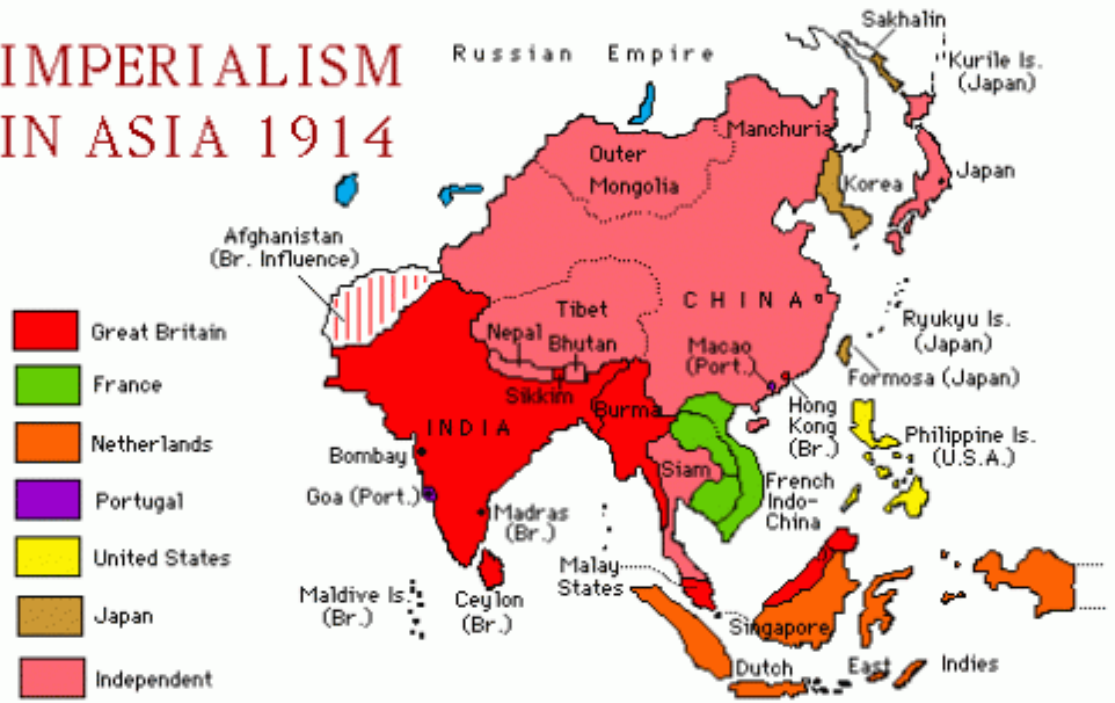 IMPERIALISM
IN ASIA 1914
Russian Empire
Sakhalin
Kurile Is.
(Japan)
Manchuria
Outer
Mongolia
Korea
Japan
Afghanistan
(Br. Influence)
Tibet
CHINA
Nepal
Bhutan
Sikkim
Macao
(Port.)
Ryukyu Is.
(Japan)
Formosa (Japan)
Hong
Kong
(Br.)
Burma
INDIA
Bombay
Goa (Port.)
Madras
(Br.)
Siam
French
Indo-
China
Philippine Is.
(U.S.A.)
Malay
States
Maldive Is.
(Br.)
Ceylon
(Br.)
Singapore
Dutch East Indies
Great Britain
France
Netherlands
Portugal
United States
Japan
Independent